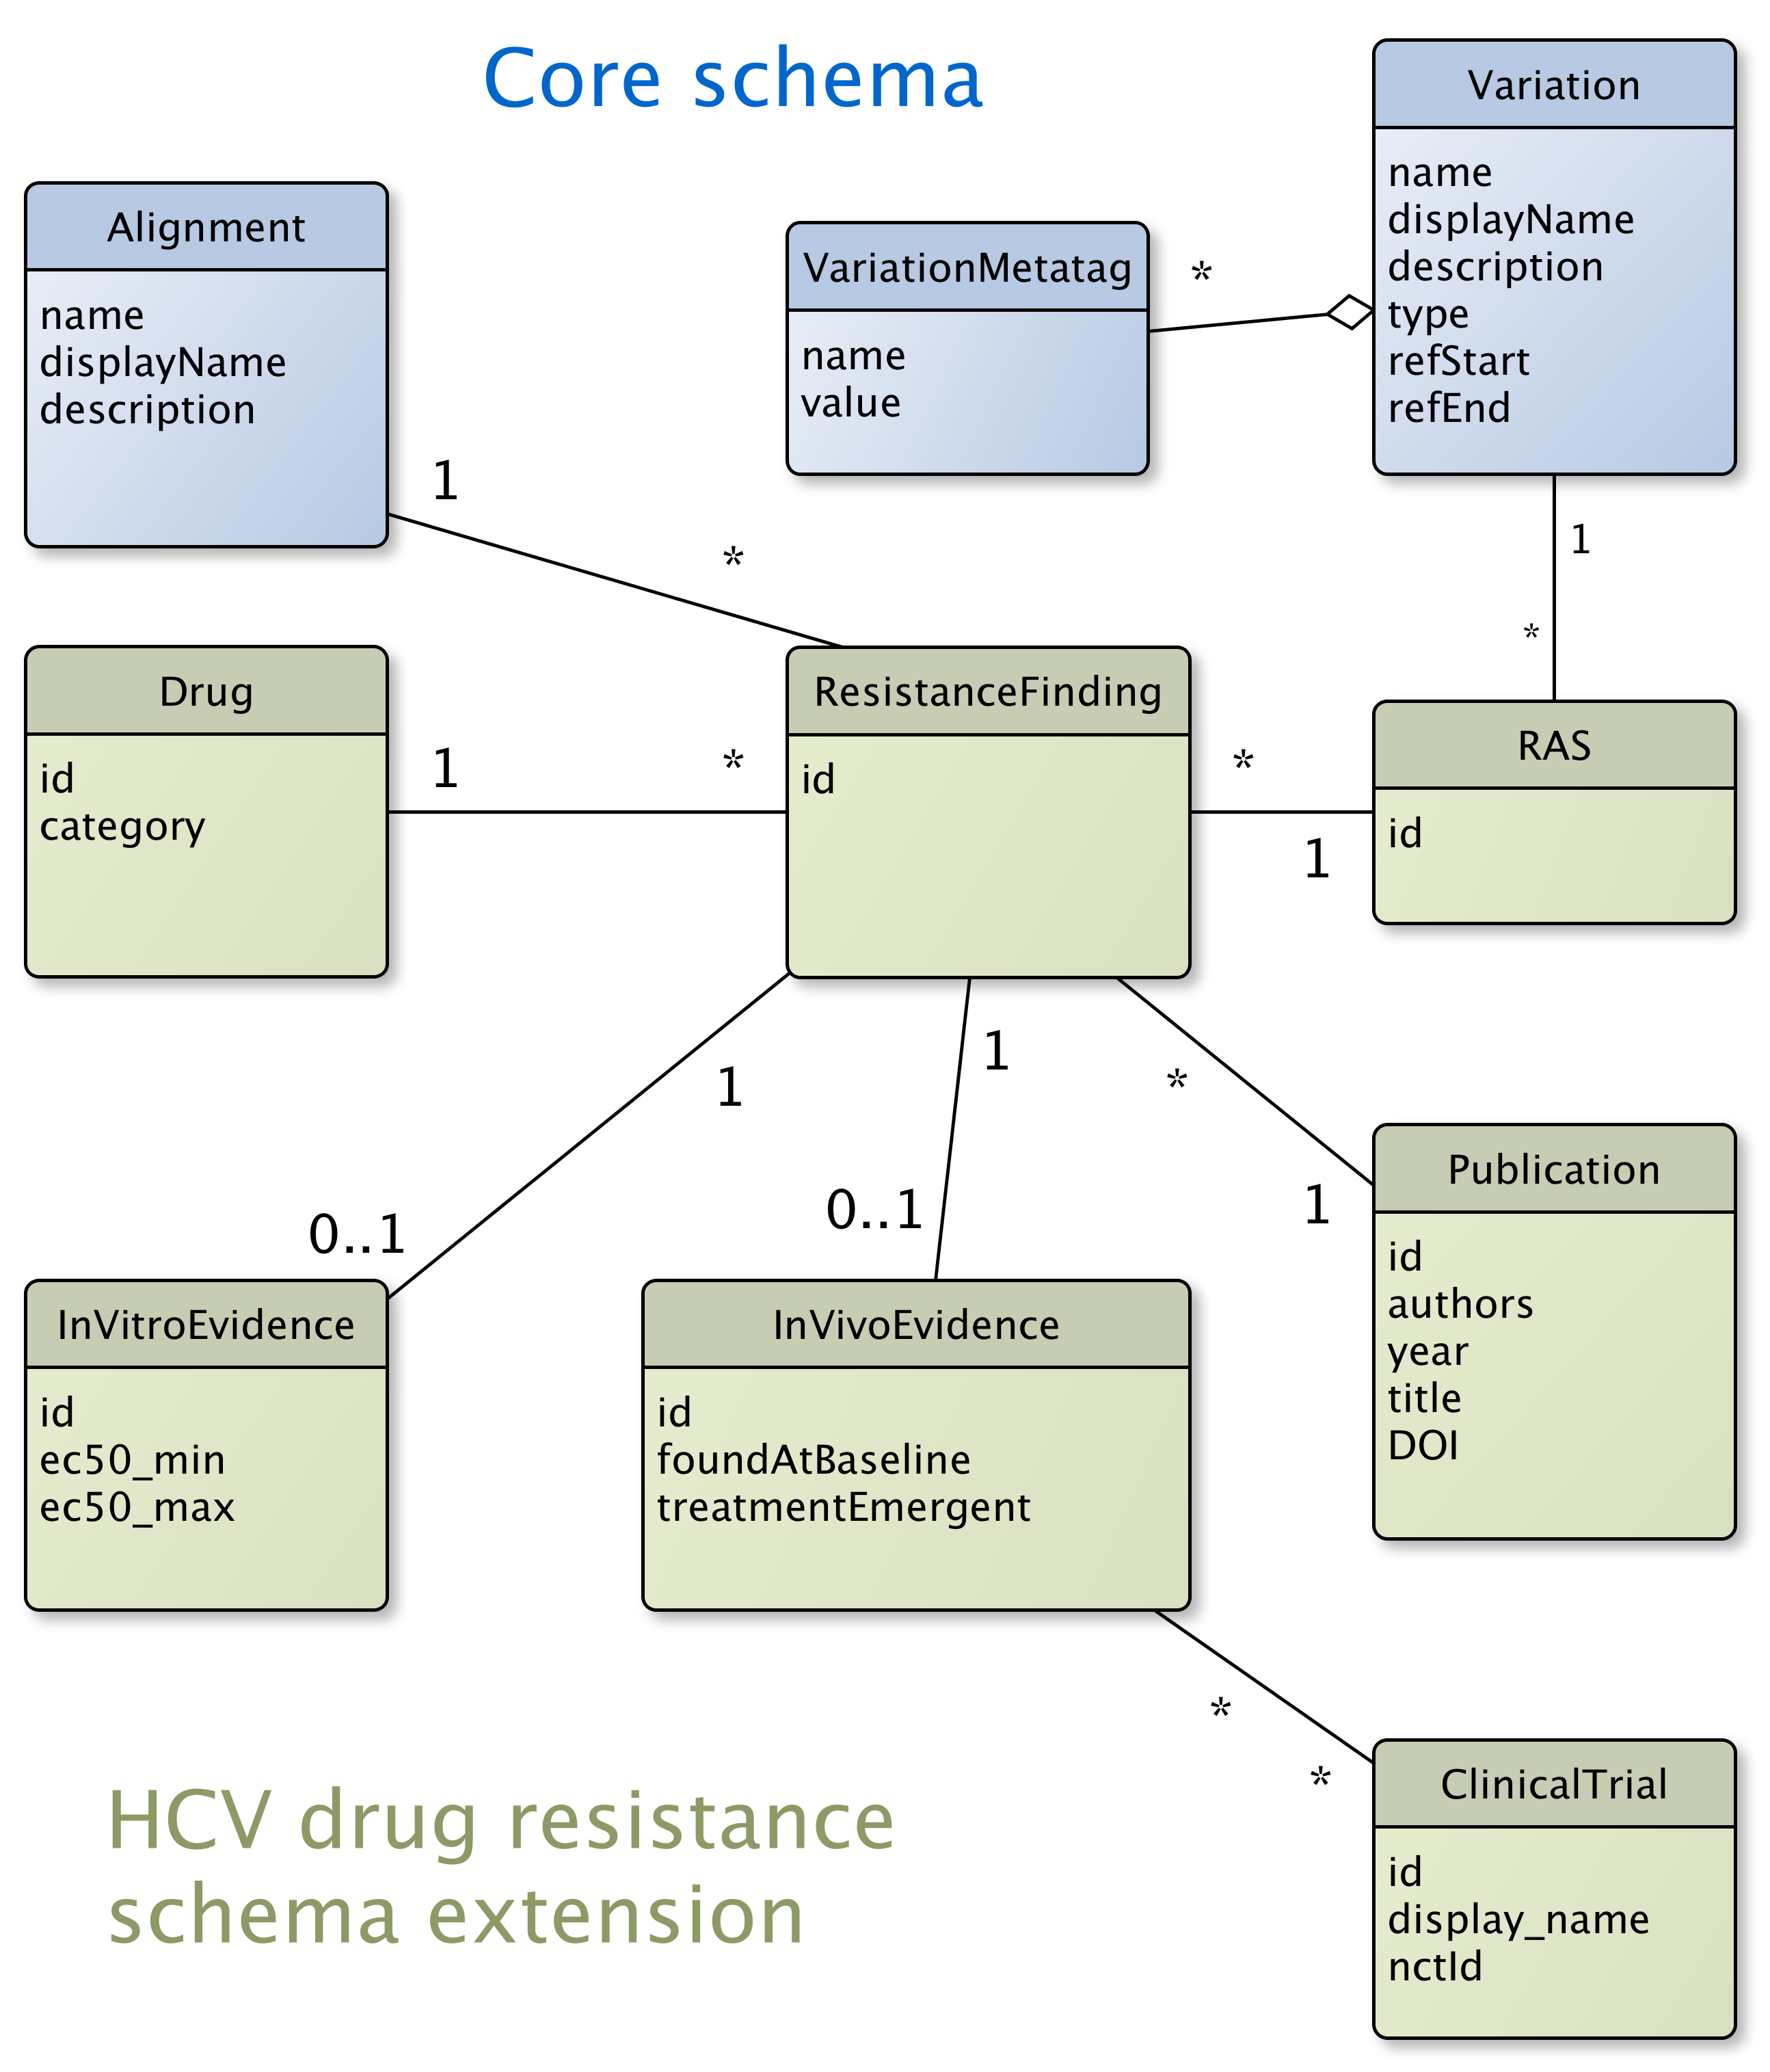 Core schema
Variation
name
displayName
description
type
refStart
refEnd
Alignment
name
displayName
description
VariationMetatag
name
value
*
1
*
1
*
Drug
id
category
1
*
ResistanceFinding
id
*
1
RAS
id
1
0..1
1
0..1
*
1
InVitroEvidence
id
ec50_min
ec50_max
InVivoEvidence
id
foundAtBaseline
treatmentEmergent
Publication
id
authors
year
title
DOI
*
*
ClinicalTrial
id
display_name
nctId
HCV drug resistance
schema extension